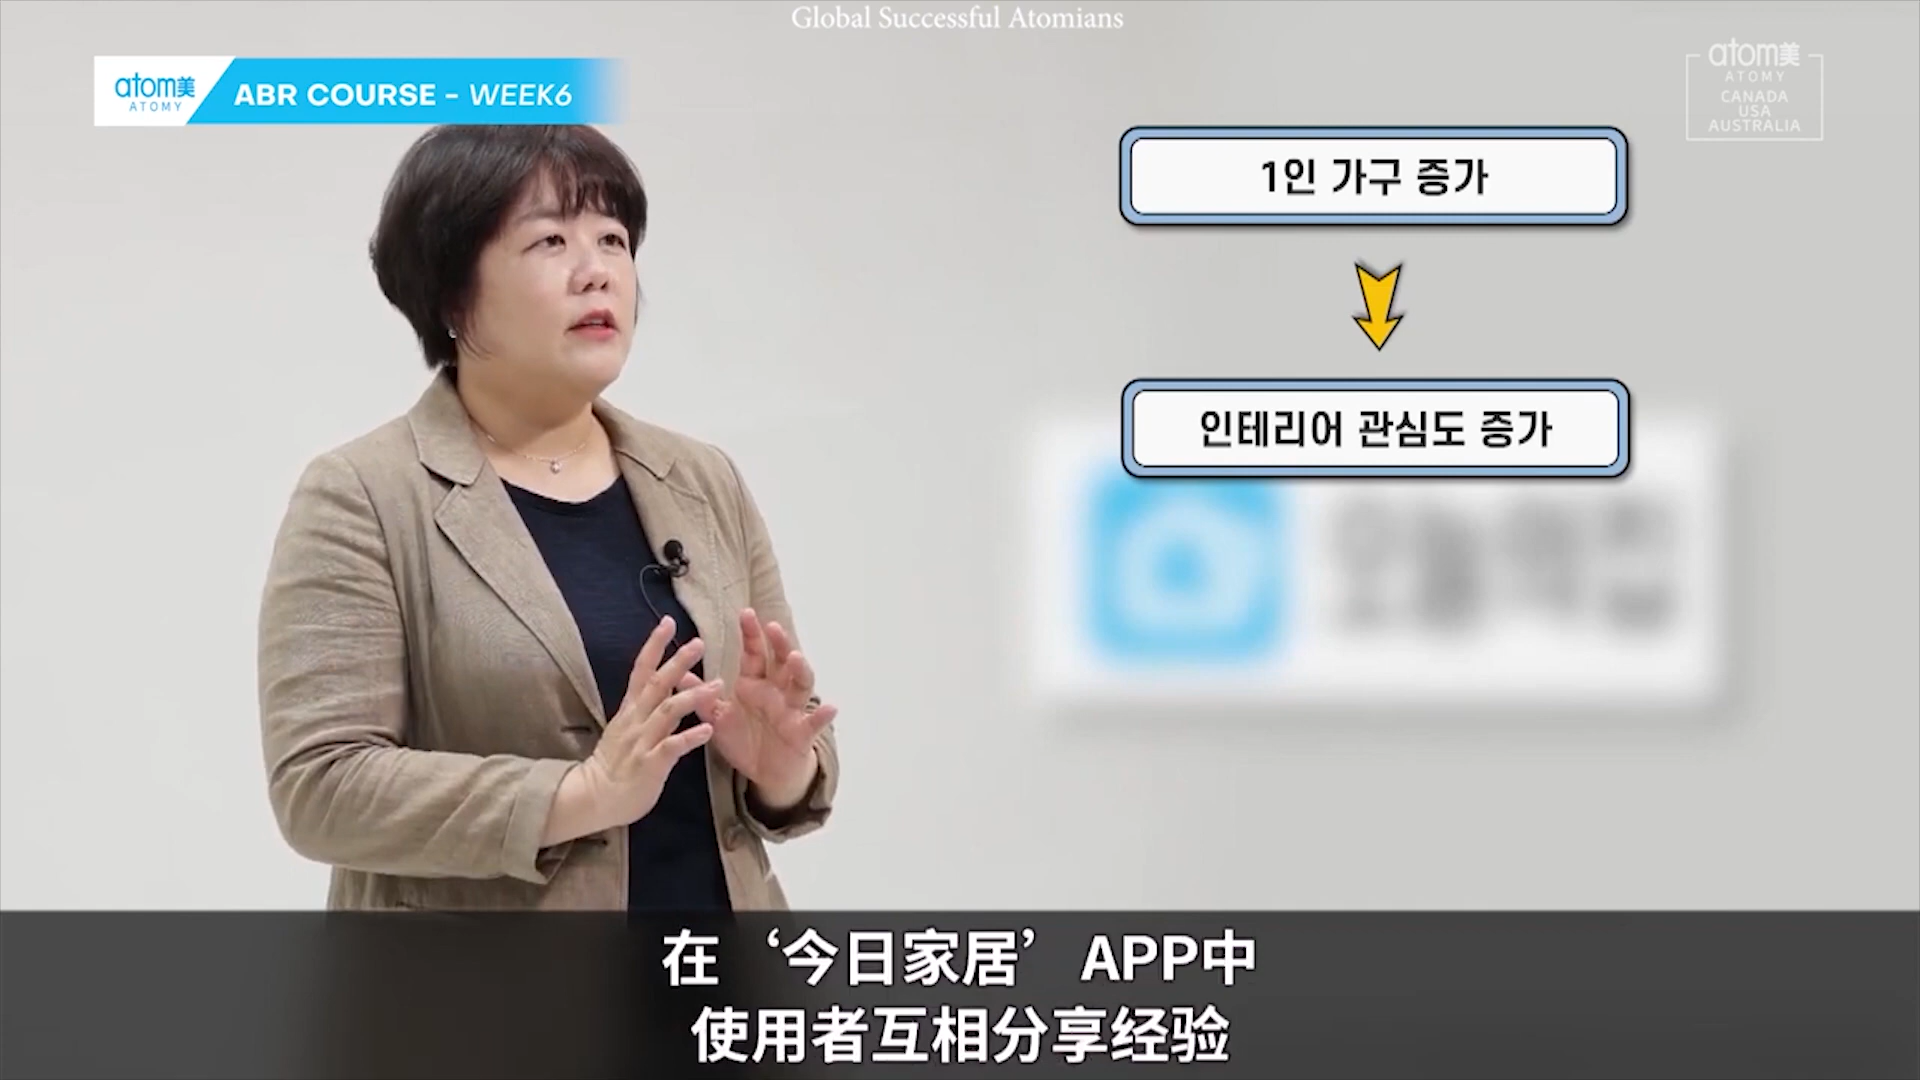 Global Successful Atomians
atom美
ATOMY
ABR COURSE - WEEK6
atom美
ATOMY
CANADA
USA
AUSTRALIA
1인 가구 증가
인테리어 관심도 증가
在‘今日家居’APP中
使用者互相分享经验